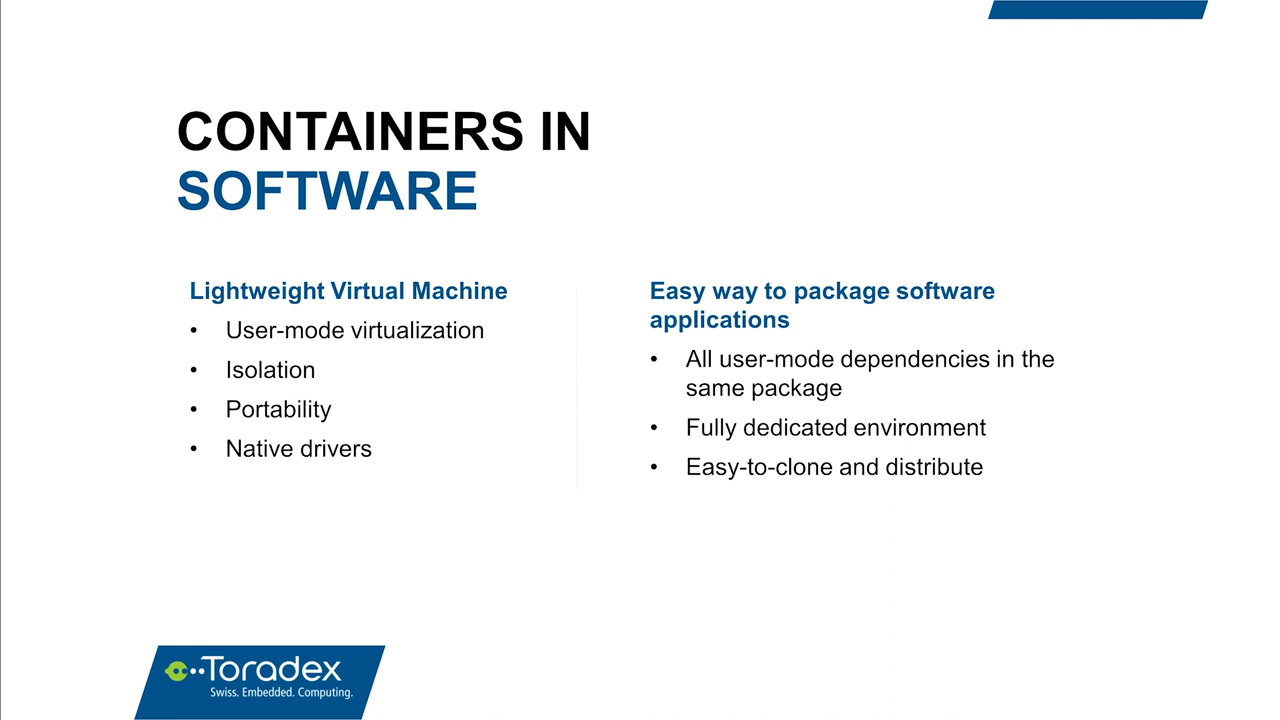 CONTAINERS IN
SOFTWARE
Lightweight Virtual Machine
• User-mode virtualization
• Isolation
• Portability
• Native drivers
Easy way to package software
applications
• All user-mode dependencies in the
same package
• Fully dedicated environment
• Easy-to-clone and distribute
Toradex
Swiss. Embedded. Computing.